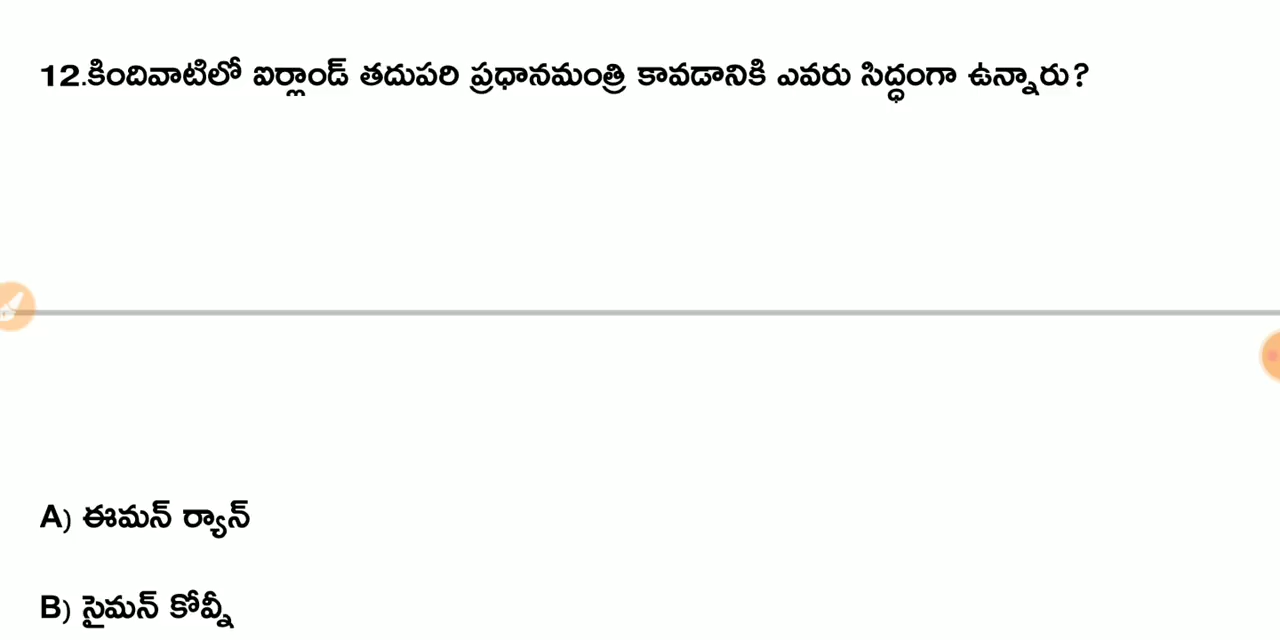 12.కిందివాటిలో ఐర్లాండ్ తదుపరి ప్రధానమంత్రి కావడానికి ఎవరు సిద్ధంగా ఉన్నారు?
A) ఈమన్ ర్యాన్
B) సైమన్ కోవ్నీ